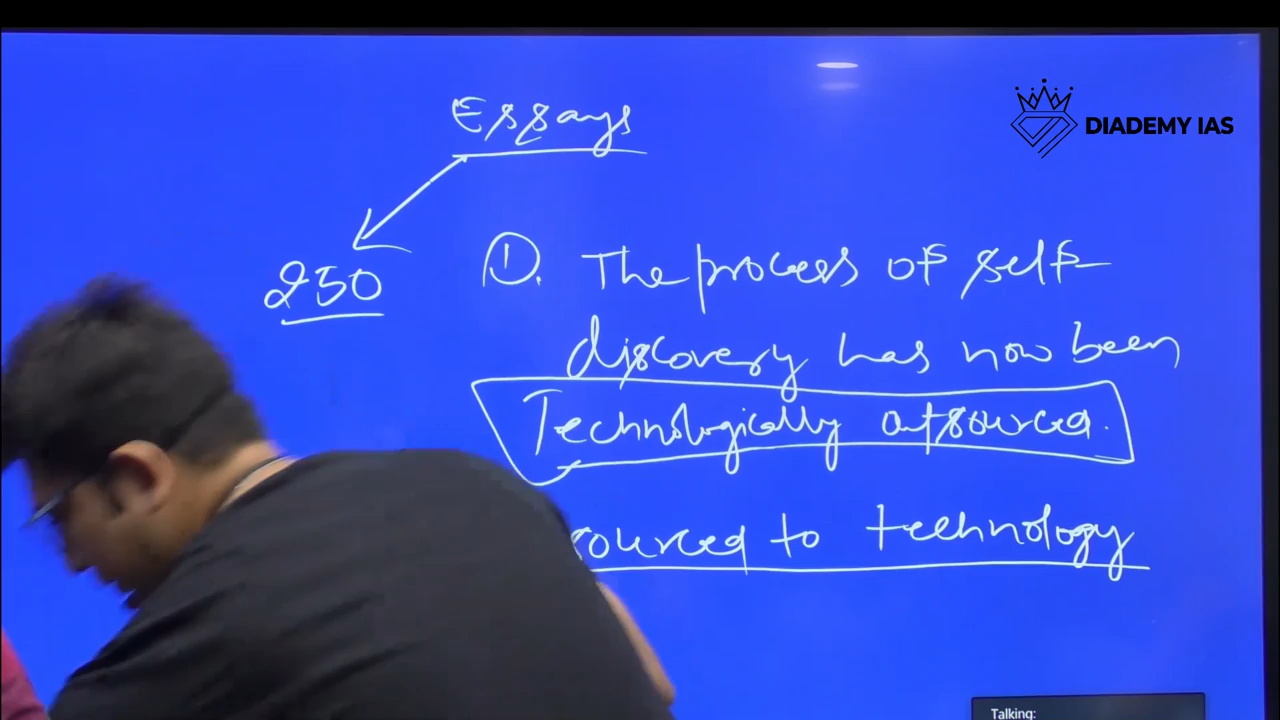 Essays
DIADEMY IAS
250
①. The process of self-
discovery has now been
Technologically outsourced.
sourced to technology
Talking: